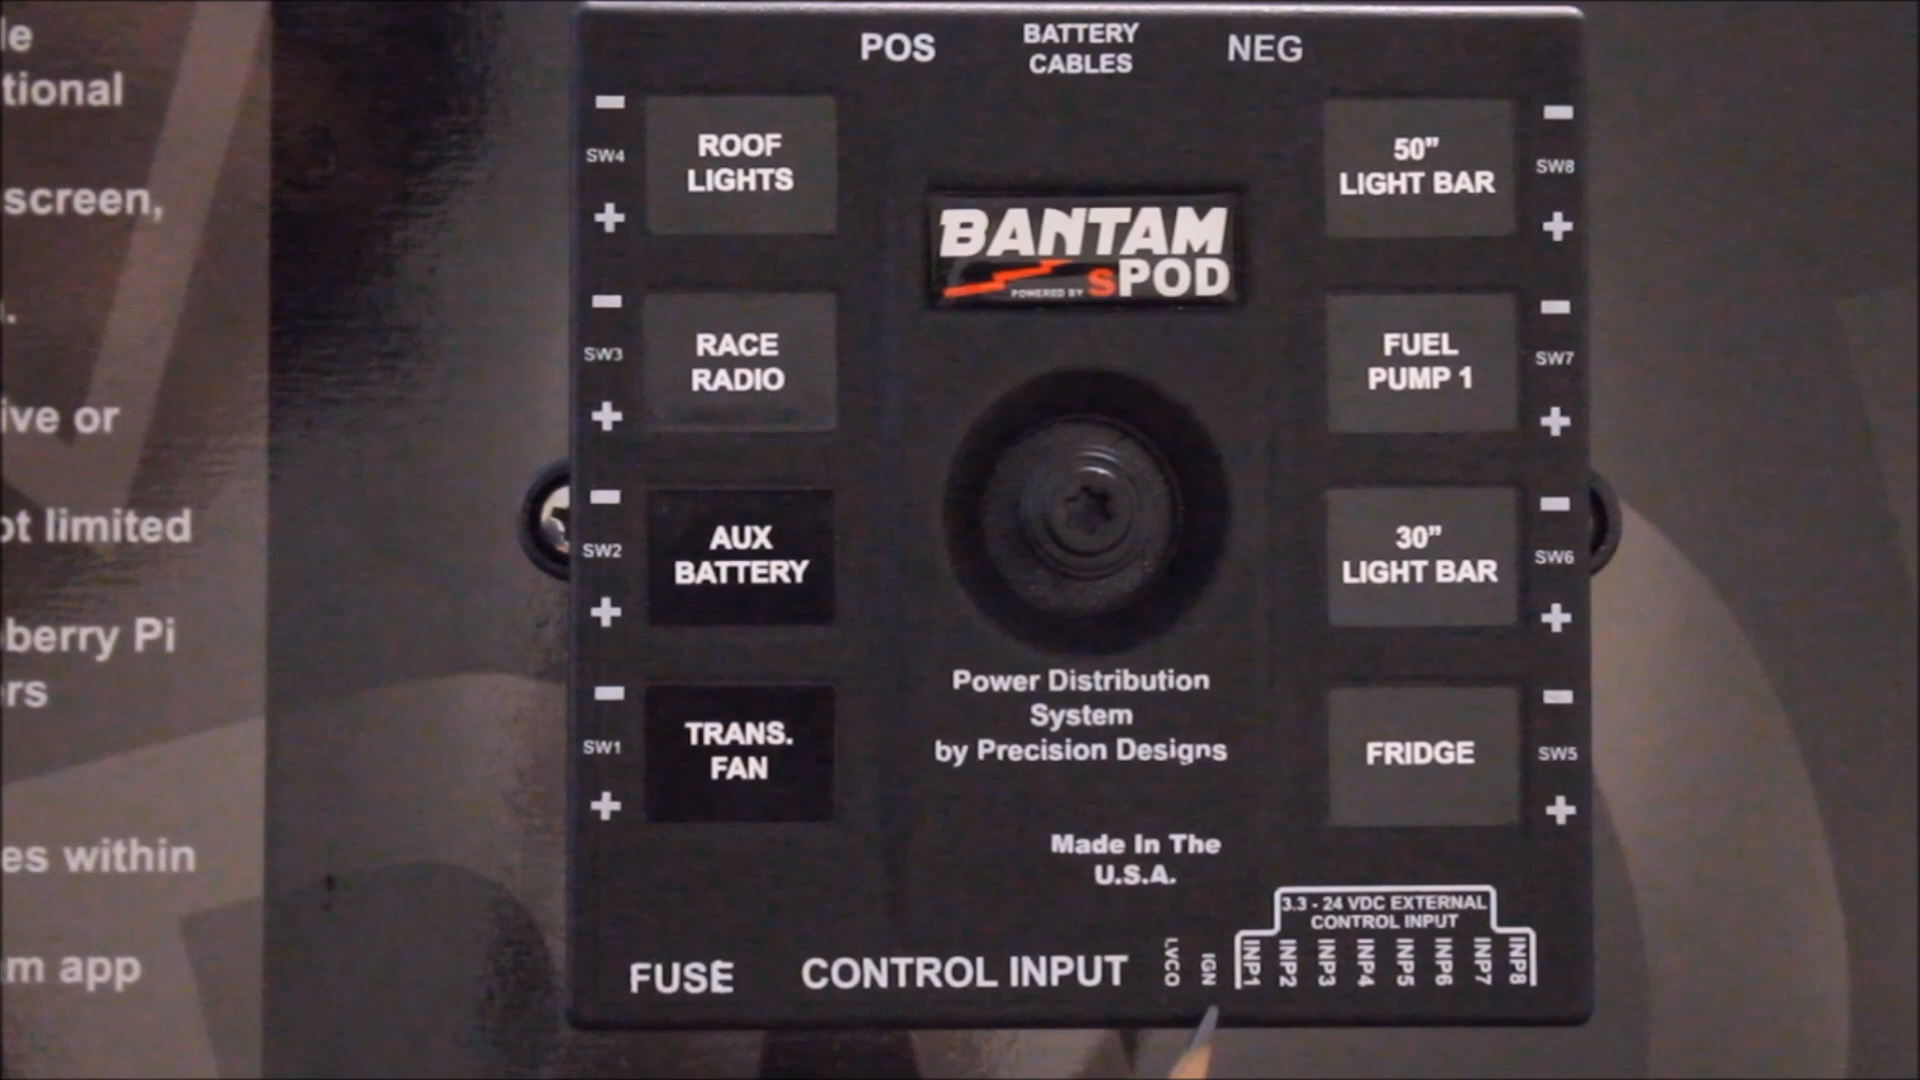 le
tional
screen,
ive or
ot limited
berry Pi
rs
es within
m app
POS
BATTERY
CABLES
NEG
SW4
ROOF
LIGHTS
50”
LIGHT BAR
SW8
BANTAM
POWERED BY sPOD
SW3
RACE
RADIO
FUEL
PUMP 1
SW7
SW2
AUX
BATTERY
30”
LIGHT BAR
SW6
Power Distribution
System
by Precision Designs
SW1
TRANS.
FAN
FRIDGE
SW5
Made In The
U.S.A.
3.3 - 24 VDC EXTERNAL
CONTROL INPUT
FUSE
CONTROL INPUT
LVCO
IGN
INP1
INP2
INP3
INP4
INP5
INP6
INP7
INP8